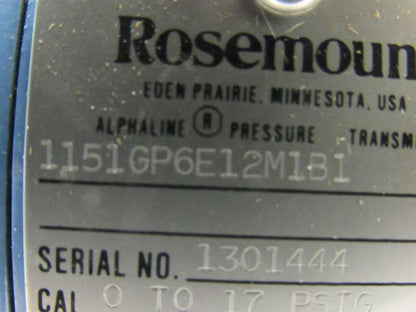 Rosemoun
EDEN PRAIRIE, MINNESOTA, USA
ALPHALINE ® PRESSURE TRANSM
1151GP6E12M1B1
SERIAL NO. 1301444
CAL 0 TO 17 PSIG